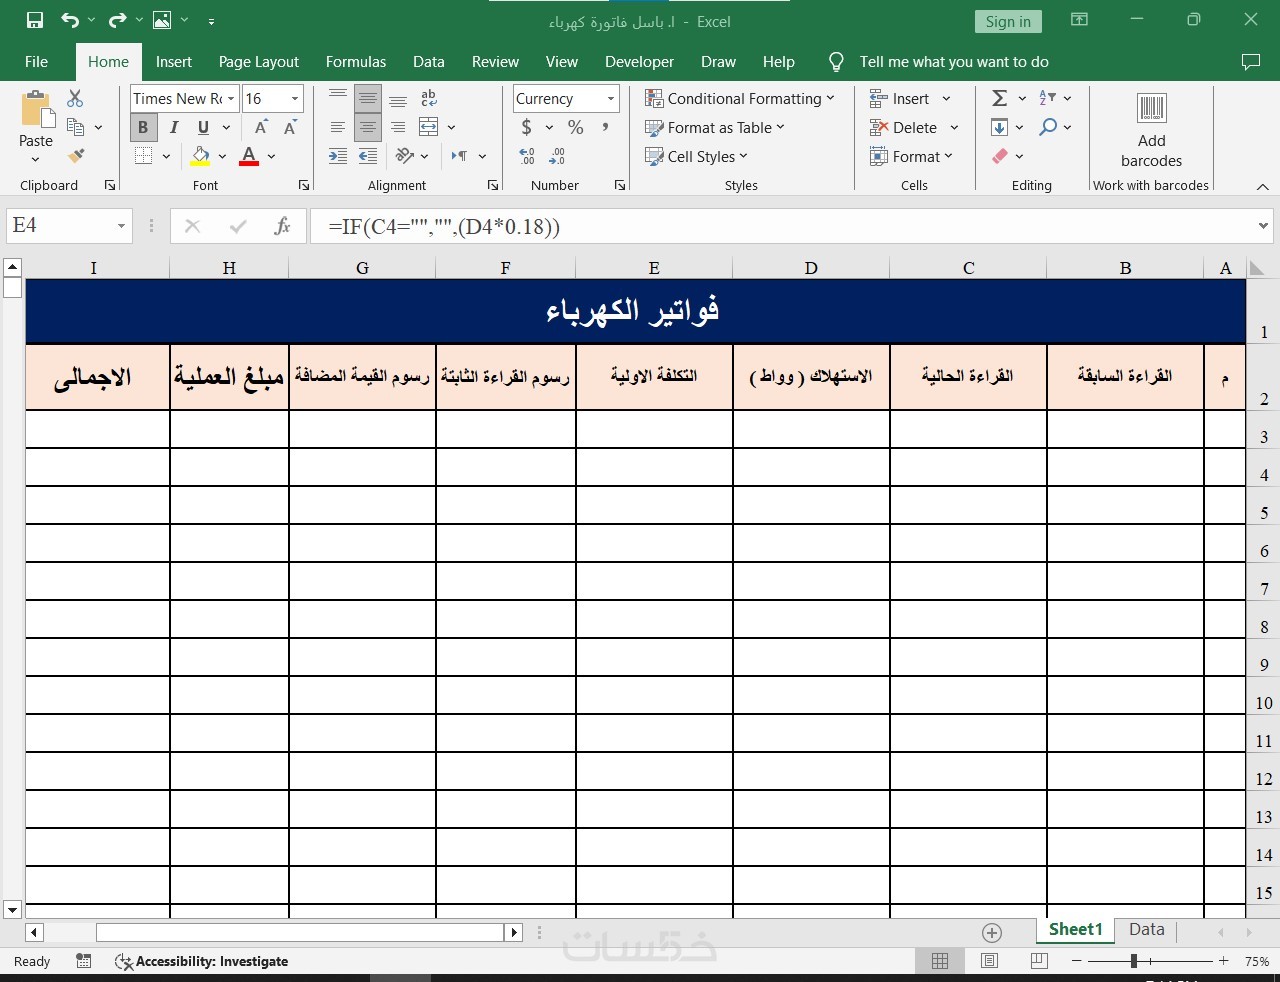 ا. باسل فاتورة كهرباء - Excel
Sign in
File Home Insert Page Layout Formulas Data Review View Developer Draw Help Tell me what you want to do
Times New Ro 16
Currency
Conditional Formatting
Insert
ab
B I U A A
$ % ,
Format as Table
Delete
Paste
Add
barcodes
Cell Styles
Format
Clipboard Font Alignment Number Styles Cells Editing Work with barcodes
E4 fx =IF(C4="","",(D4*0.18))
I H G F E D C B A
فواتير الكهرباء
1
م القراءة السابقة القراءة الحالية الاستهلاك ( وواط ) التكلفة الاولية رسوم القراءة الثابتة رسوم القيمة المضافة مبلغ العملية الاجمالى
2
3
4
5
6
7
8
9
10
11
12
13
14
15
Sheet1 Data
خمسات
Ready Accessibility: Investigate 75%